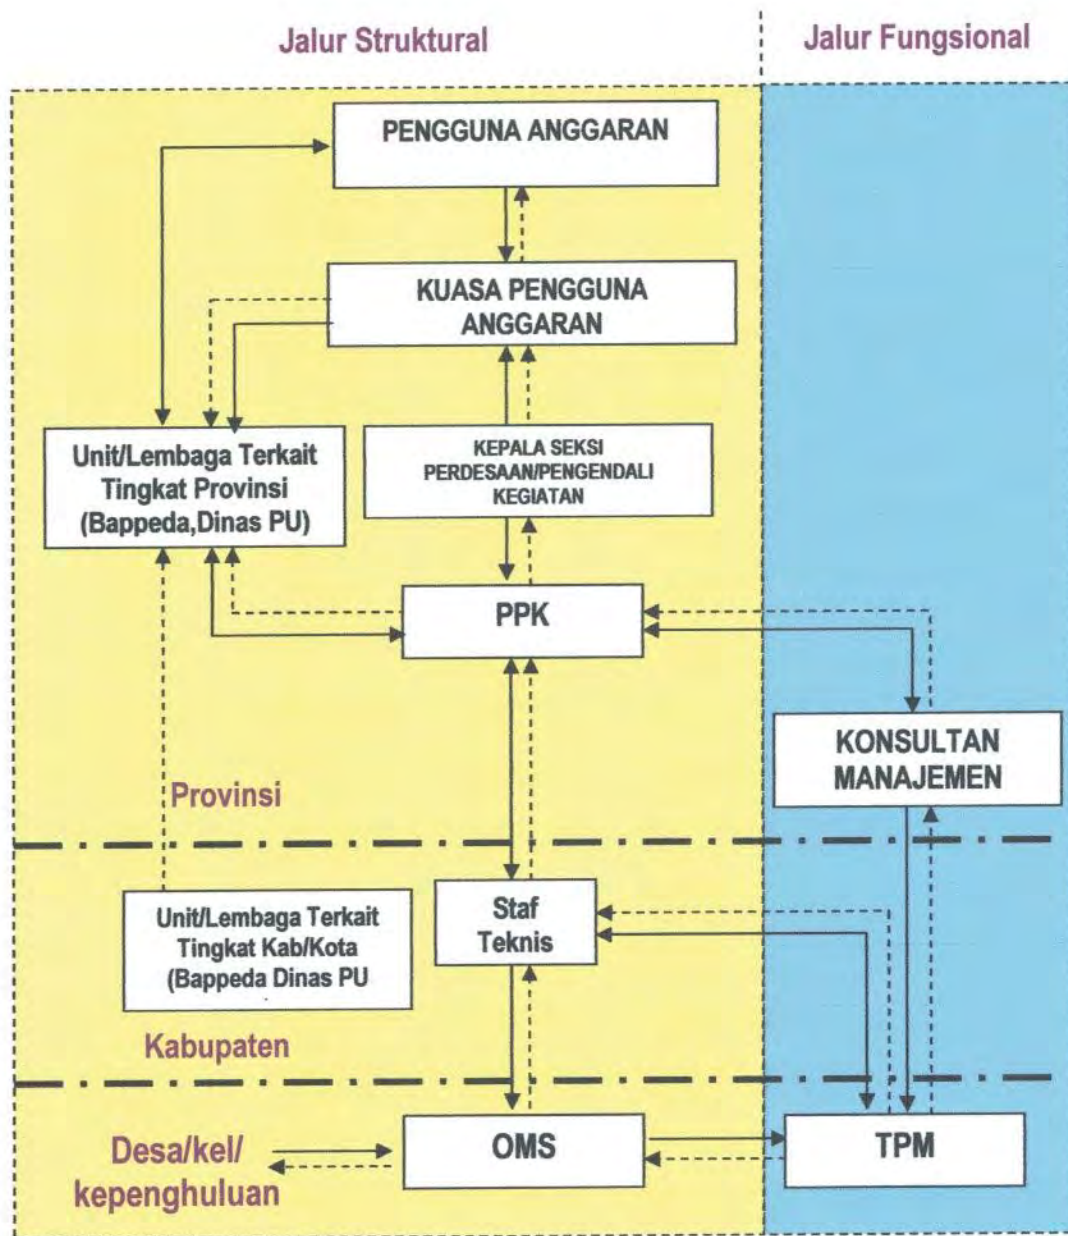 Jalur Struktural
Jalur Fungsional
PENGGUNA ANGGARAN
KUASA PENGGUNA
ANGGARAN
Unit/Lembaga Terkait
Tingkat Provinsi
(Bappeda,Dinas PU)
KEPALA SEKSI
PERDESAAN/PENGENDALI
KEGIATAN
PPK
KONSULTAN
MANAJEMEN
Provinsi
Unit/Lembaga Terkait
Tingkat Kab/Kota
(Bappeda Dinas PU
Staf
Teknis
Kabupaten
Desa/kel/
kepenghuluan
OMS
TPM